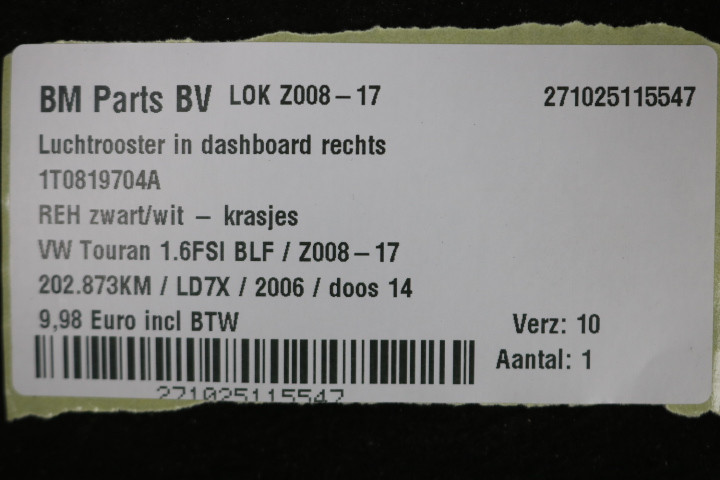 BM Parts BV LOK Z008-17 271025115547
Luchtrooster in dashboard rechts
1T0819704A
REH zwart/wit - krasjes
VW Touran 1.6FSI BLF / Z008-17
202.873KM / LD7X / 2006 / doos 14
9,98 Euro incl BTW Verz: 10
Aantal: 1
271025115547